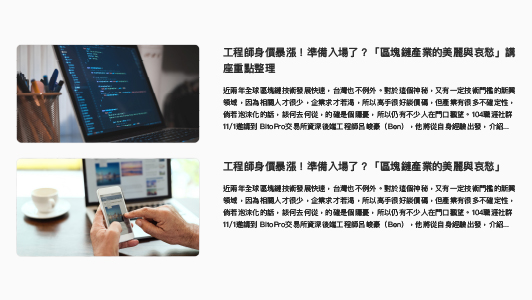 工程師身價暴漲！準備入場了？「區塊鏈產業的美麗與哀愁」講
座重點整理
近兩年全球區塊鏈技術發展快速，台灣也不例外。對於這個神秘，又有一定技術門檻的新興
領域，因為相關人才很少，企業求才若渴，所以高手很好談價碼，但產業有很多不確定性，
倘若泡沫化的話，該何去何從，的確是個隱憂，所以仍有不少人在門口觀望。104職涯社群
11/1邀請到 BitoPro交易所資深後端工程師呂峻豪（Ben），他將從自身經驗出發，介紹...
工程師身價暴漲！準備入場了？「區塊鏈產業的美麗與哀愁」
近兩年全球區塊鏈技術發展快速，台灣也不例外。對於這個神秘，又有一定技術門檻的新興
領域，因為相關人才很少，企業求才若渴，所以高手很好談價碼，但產業有很多不確定性，
倘若泡沫化的話，該何去何從，的確是個隱憂，所以仍有不少人在門口觀望。104職涯社群
11/1邀請到 BitoPro交易所資深後端工程師呂峻豪（Ben），他將從自身經驗出發，介紹...